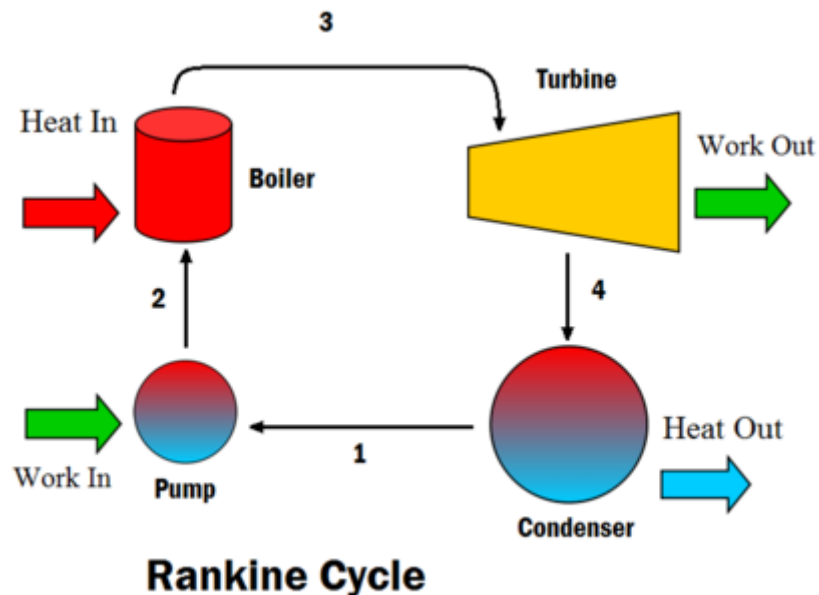 3
Turbine
Heat In
Work Out
Boiler
2
4
Heat Out
1
Work In
Pump
Condenser
Rankine Cycle